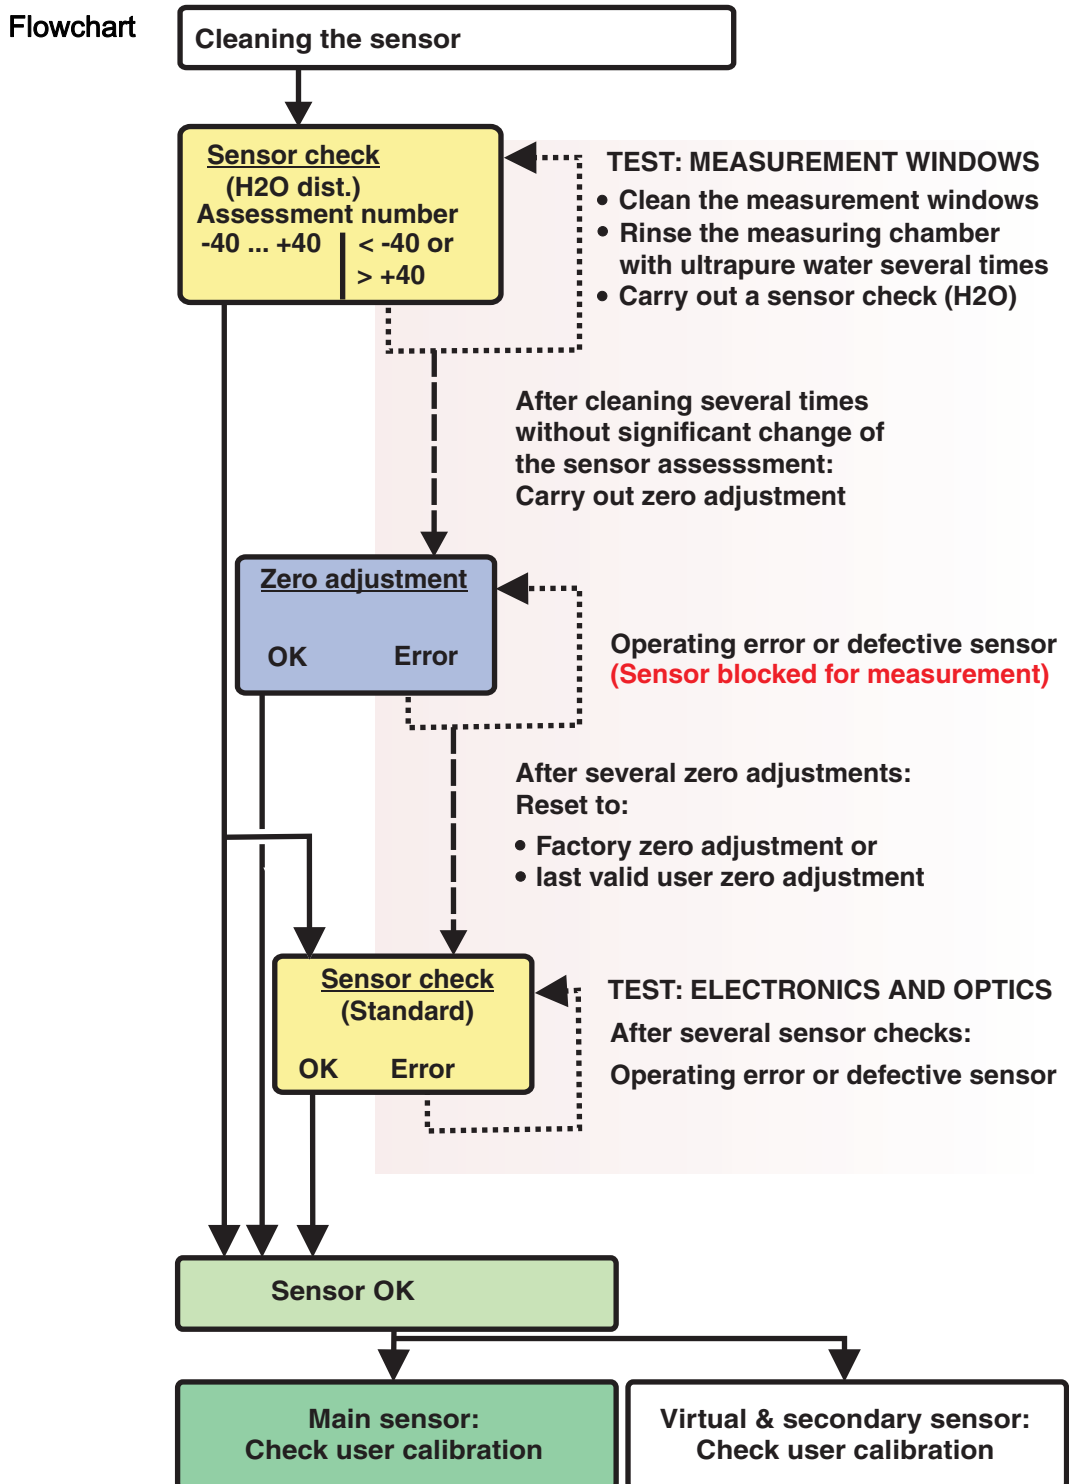 Flowchart
Cleaning the sensor
Sensor check
(H2O dist.)
Assessment number
-40 ... +40
< -40 or
> +40
TEST: MEASUREMENT WINDOWS
• Clean the measurement windows
• Rinse the measuring chamber
with ultrapure water several times
• Carry out a sensor check (H2O)
After cleaning several times
without significant change of
the sensor assesssment:
Carry out zero adjustment
Zero adjustment
OK Error
Operating error or defective sensor
(Sensor blocked for measurement)
After several zero adjustments:
Reset to:
• Factory zero adjustment or
• last valid user zero adjustment
Sensor check
(Standard)
OK Error
TEST: ELECTRONICS AND OPTICS
After several sensor checks:
Operating error or defective sensor
Sensor OK
Main sensor:
Check user calibration
Virtual & secondary sensor:
Check user calibration